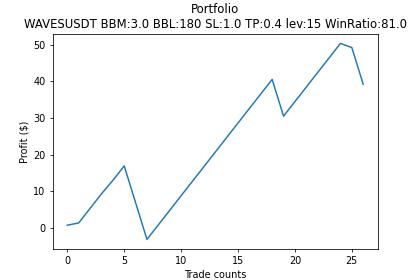 Portfolio
WAVESUSDT BBM:3.0 BBL:180 SL:1.0 TP:0.4 lev:15 WinRatio:81.0
Profit ($)
50
40
30
20
10
0
0 5 10 15 20 25
Trade counts